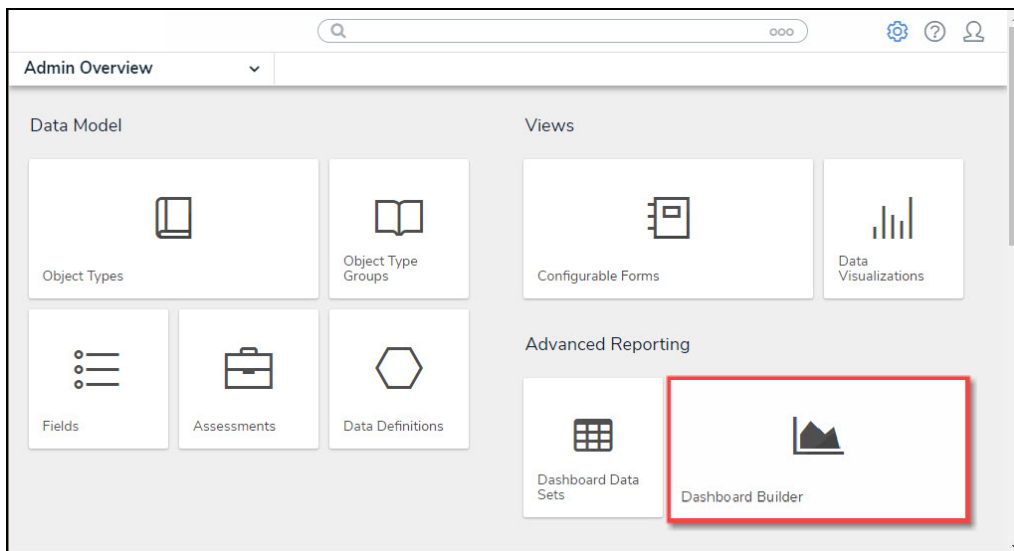 Admin Overview
Data Model
Object Types
Object Type
Groups
Fields
Assessments
Data Definitions
Views
Configurable Forms
Data
Visualizations
Advanced Reporting
Dashboard Data
Sets
Dashboard Builder